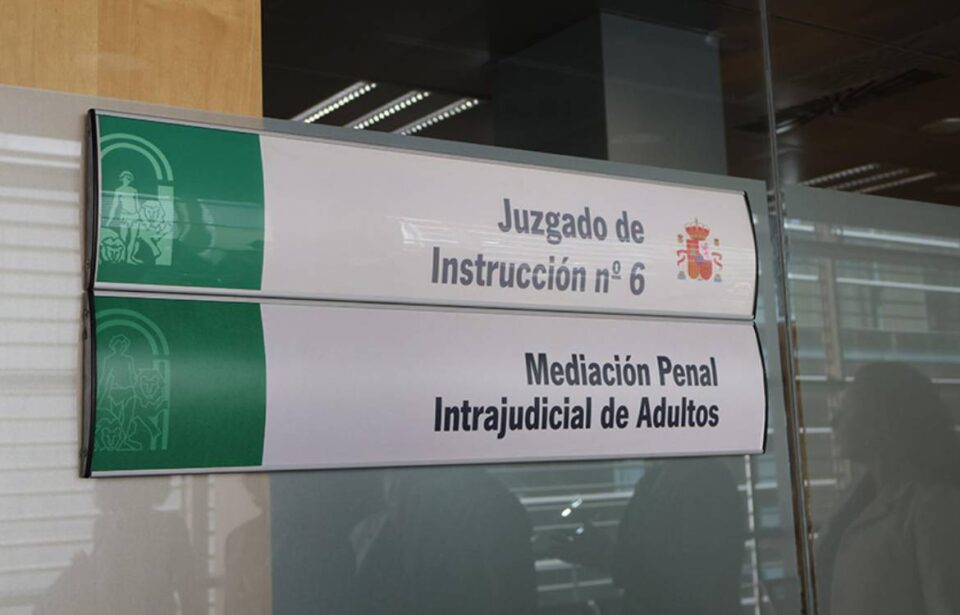 Juzgado de
Instrucción nº 6
Mediación Penal
Intrajudicial de Adultos